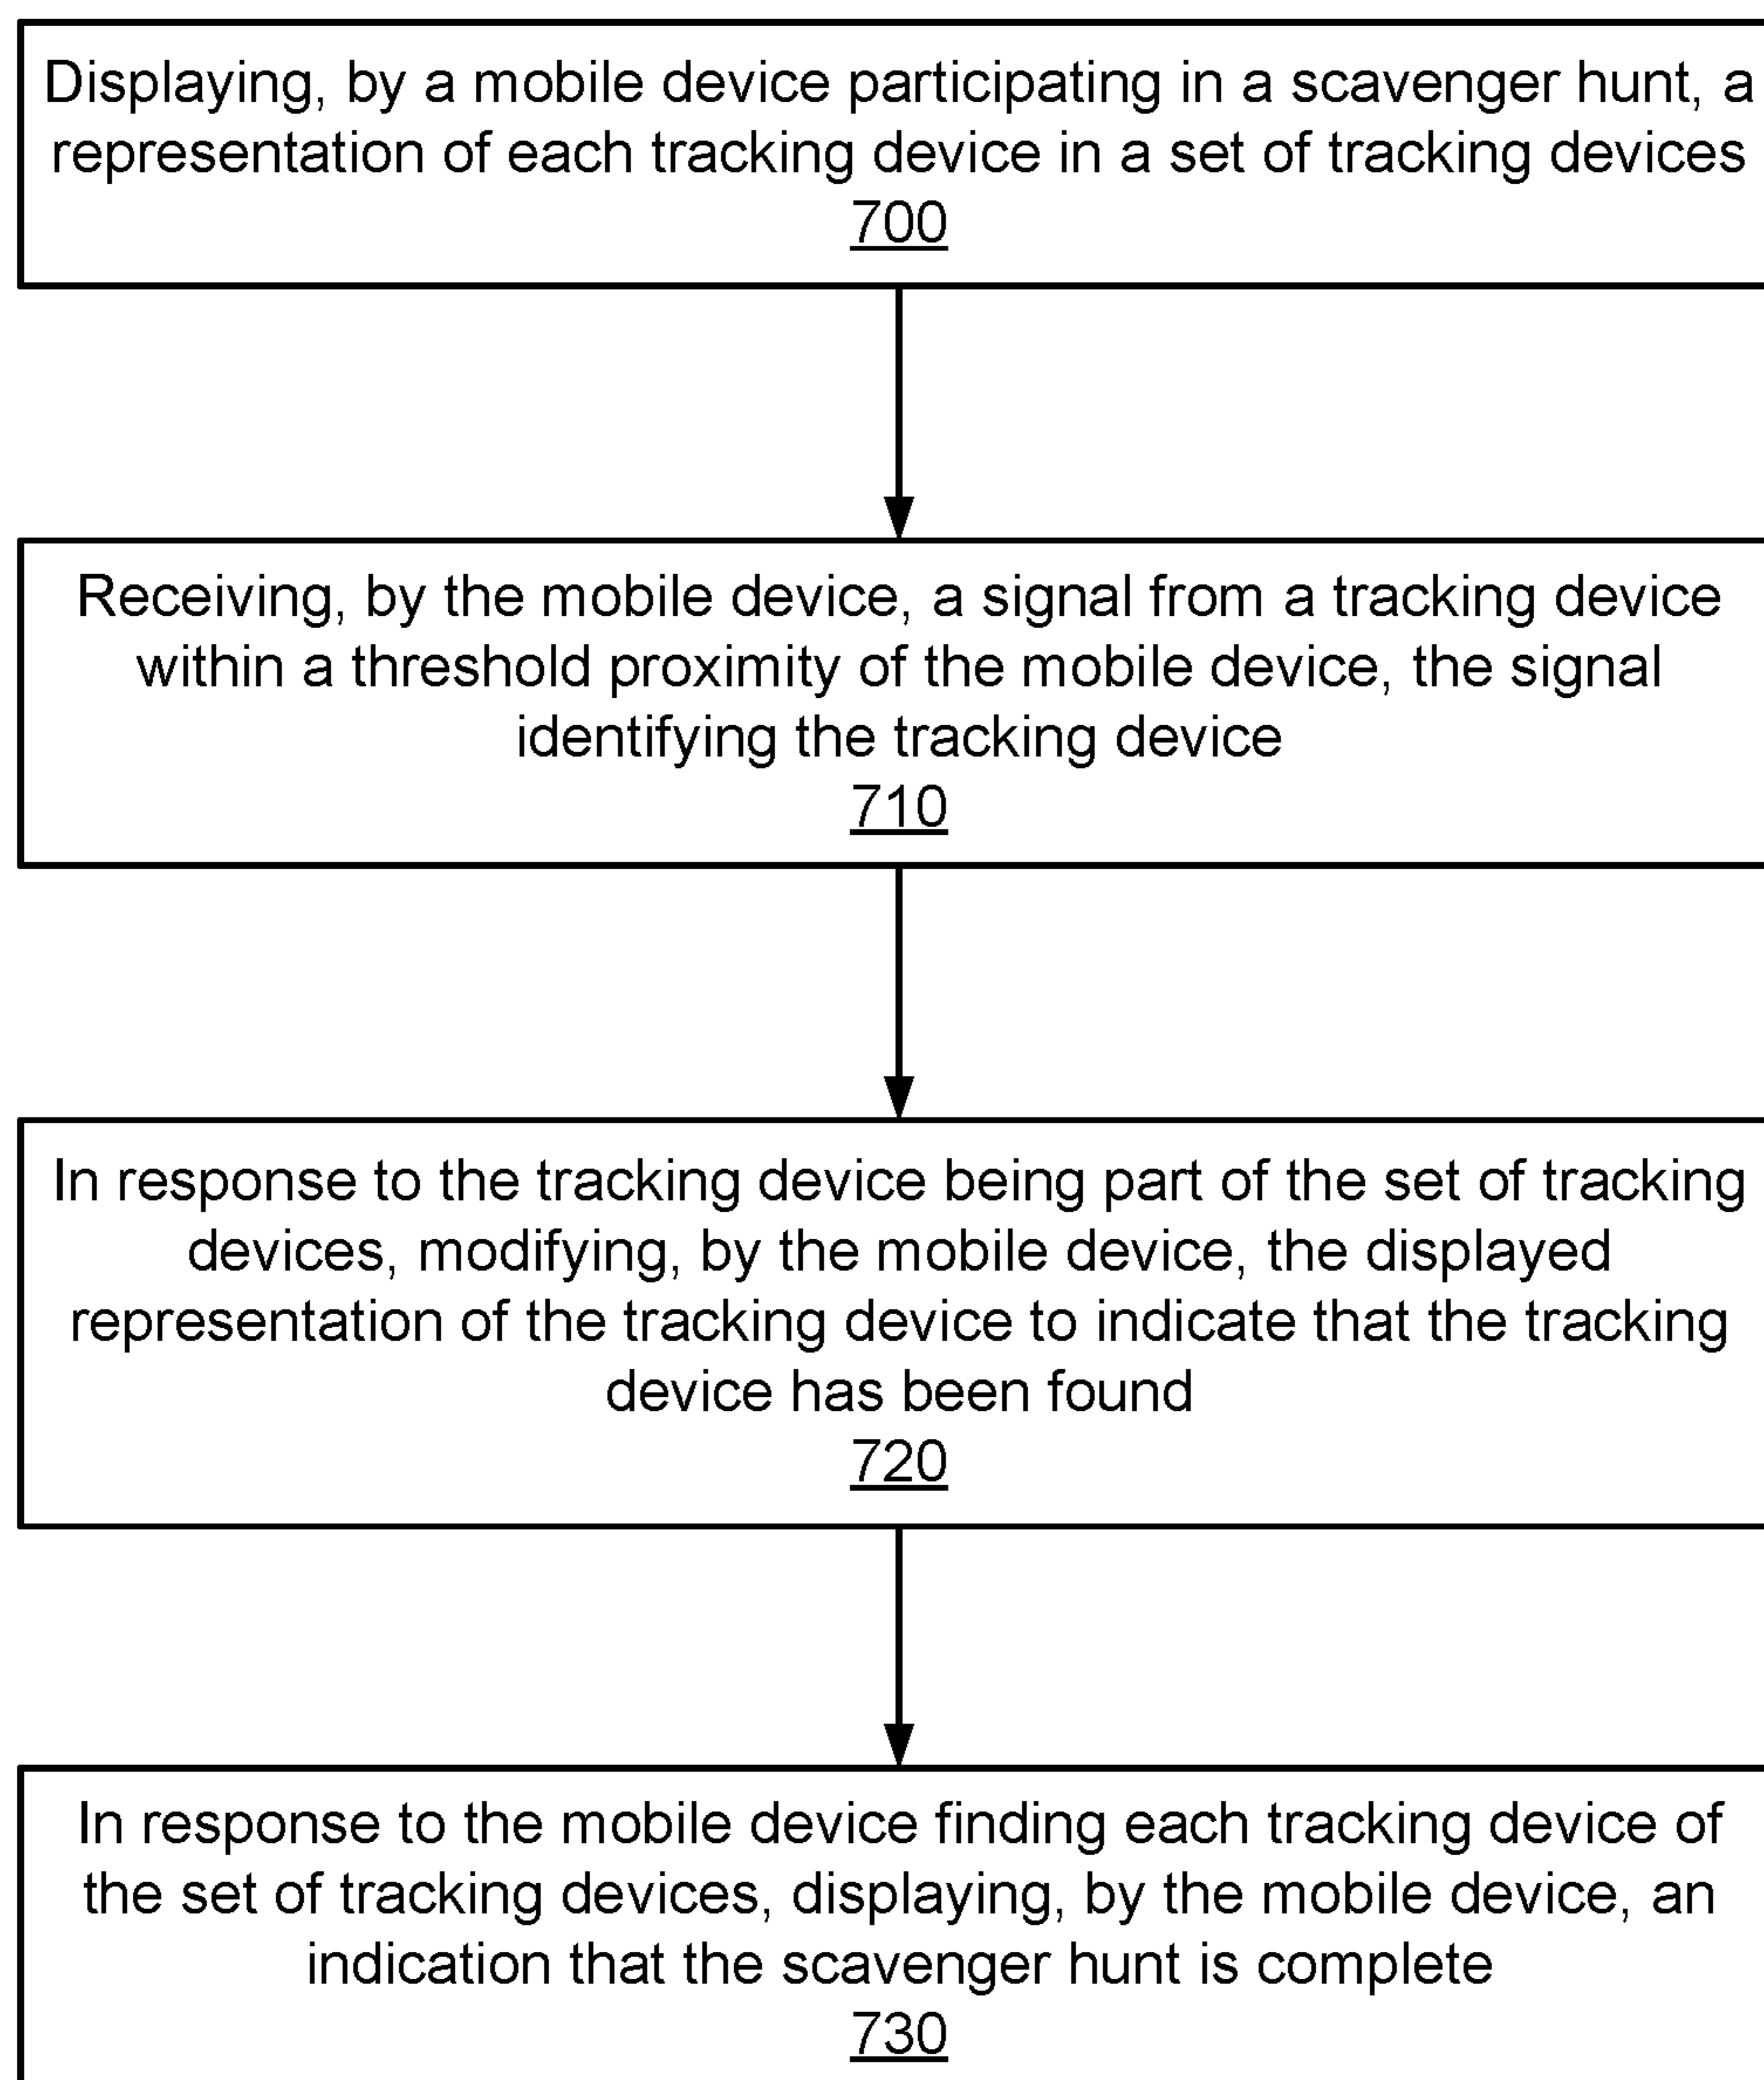 Displaying, by a mobile device participating in a scavenger hunt, a
representation of each tracking device in a set of tracking devices
700
Receiving, by the mobile device, a signal from a tracking device
within a threshold proximity of the mobile device, the signal
identifying the tracking device
710
In response to the tracking device being part of the set of tracking
devices, modifying, by the mobile device, the displayed
representation of the tracking device to indicate that the tracking
device has been found
720
In response to the mobile device finding each tracking device of
the set of tracking devices, displaying, by the mobile device, an
indication that the scavenger hunt is complete
730